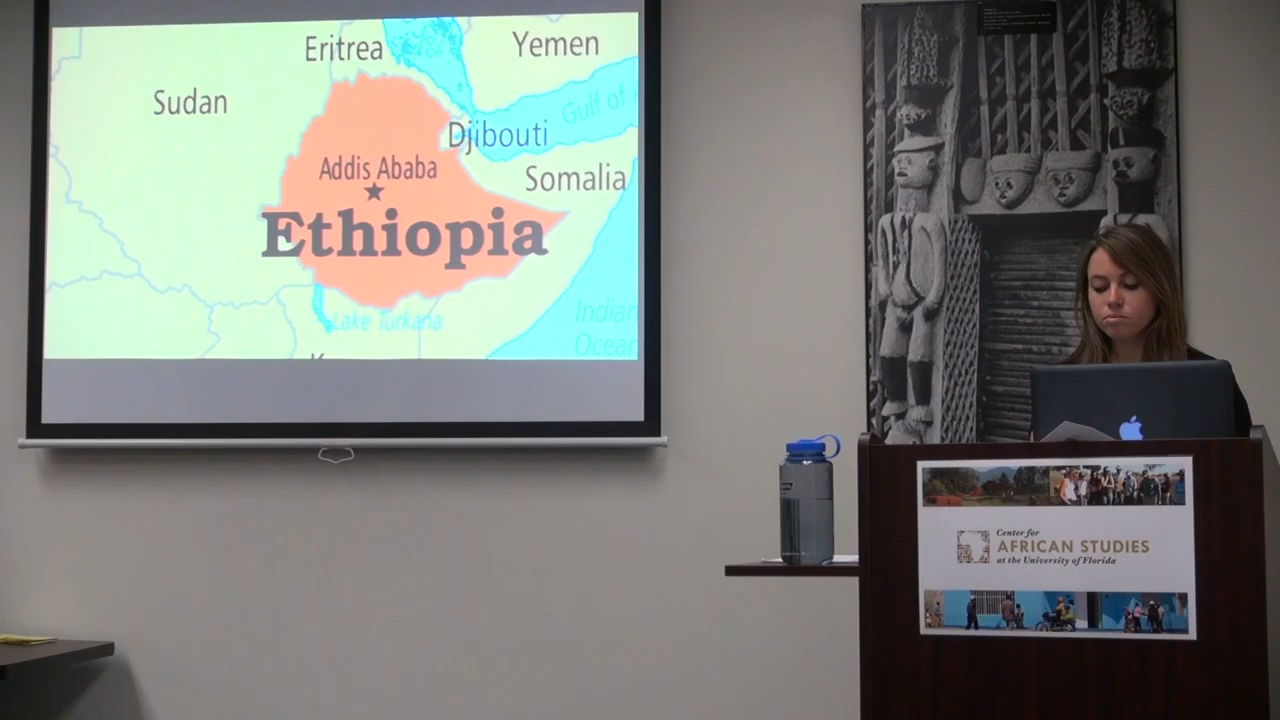 Eritrea
Yemen
Sudan
Gulf of
Djibouti
Addis Ababa
Somalia
Ethiopia
Lake Turkana
Indian
Ocean
Center for
AFRICAN STUDIES
at the University of Florida